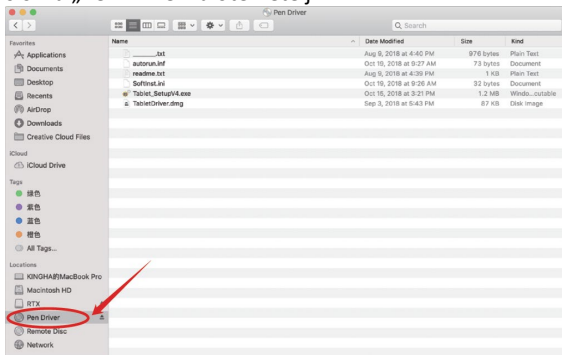 Pen Driver
Search
Favorites
Applications
Documents
Desktop
Recents
AirDrop
Downloads
Creative Cloud Files
iCloud
iCloud Drive
Tags
绿色
紫色
蓝色
橙色
All Tags...
Locations
KINGHA的MacBook Pro
Macintosh HD
RTX
Pen Driver
Remote Disc
Network
Name Date Modified Size Kind
______.txt Aug 9, 2018 at 4:40 PM 976 bytes Plain Text
autorun.inf Oct 19, 2018 at 9:27 AM 73 bytes Document
readme.txt Aug 9, 2018 at 4:39 PM 1 KB Plain Text
SoftInst.ini Oct 19, 2018 at 9:26 AM 32 bytes Document
Tablet_SetupV4.exe Oct 15, 2018 at 3:21 PM 1.2 MB Windo...cutable
TabletDriver.dmg Sep 3, 2018 at 5:43 PM 87 KB Disk Image